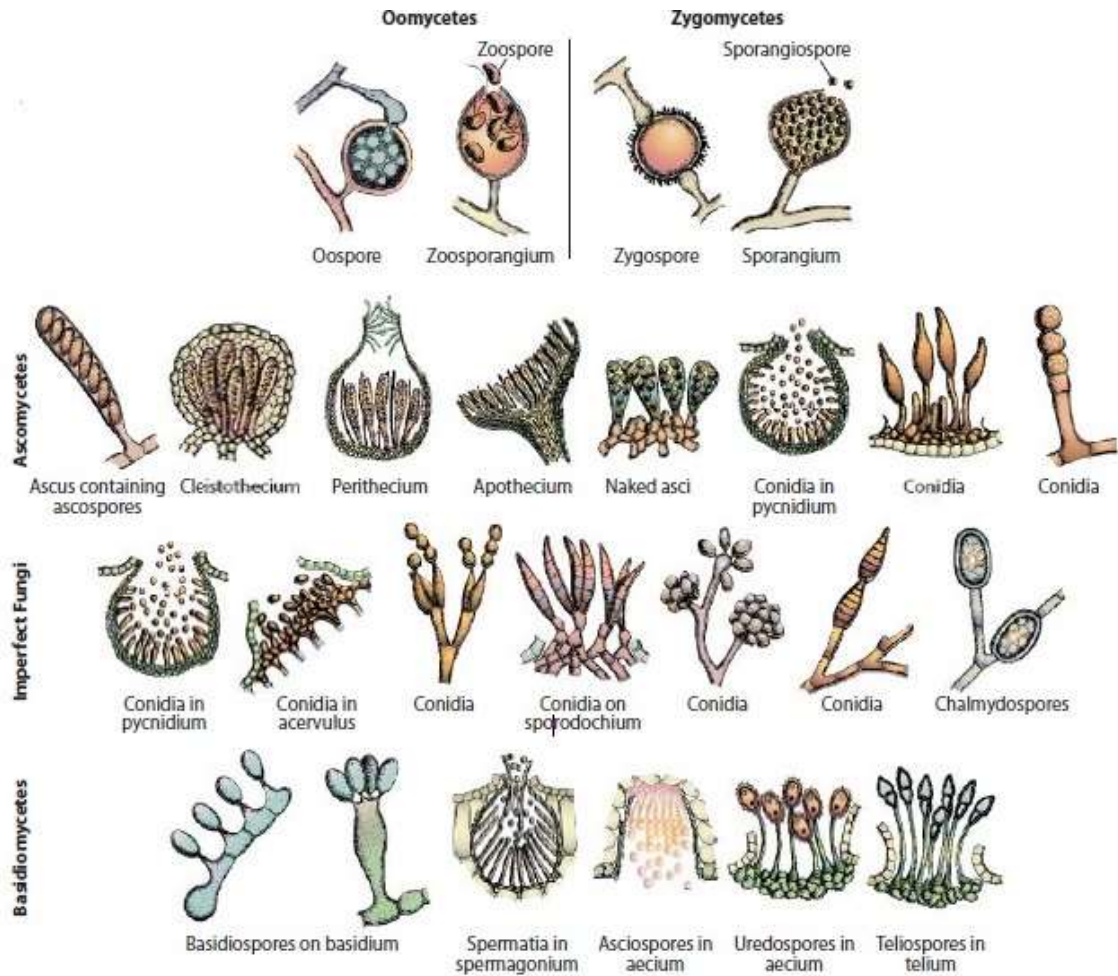 Oomycetes
Zygomycetes
Zoospore
Sporangiospore
Oospore
Zoosporangium
Zygospore
Sporangium
Ascomycetes
Ascus containing
ascospores
Cleistothecium
Perithecium
Apothecium
Naked asci
Conidia in
pycnidium
Conidia
Conidia
Imperfect Fungi
Conidia in
pycnidium
Conidia in
acervulus
Conidia
Conidia on
sporodochium
Conidia
Conidia
Chalmydospores
Basidiomycetes
Basidiospores on basidium
Spermatia in
spermagonium
Asciospores in
aecium
Uredospores in
aecium
Teliospores in
telium